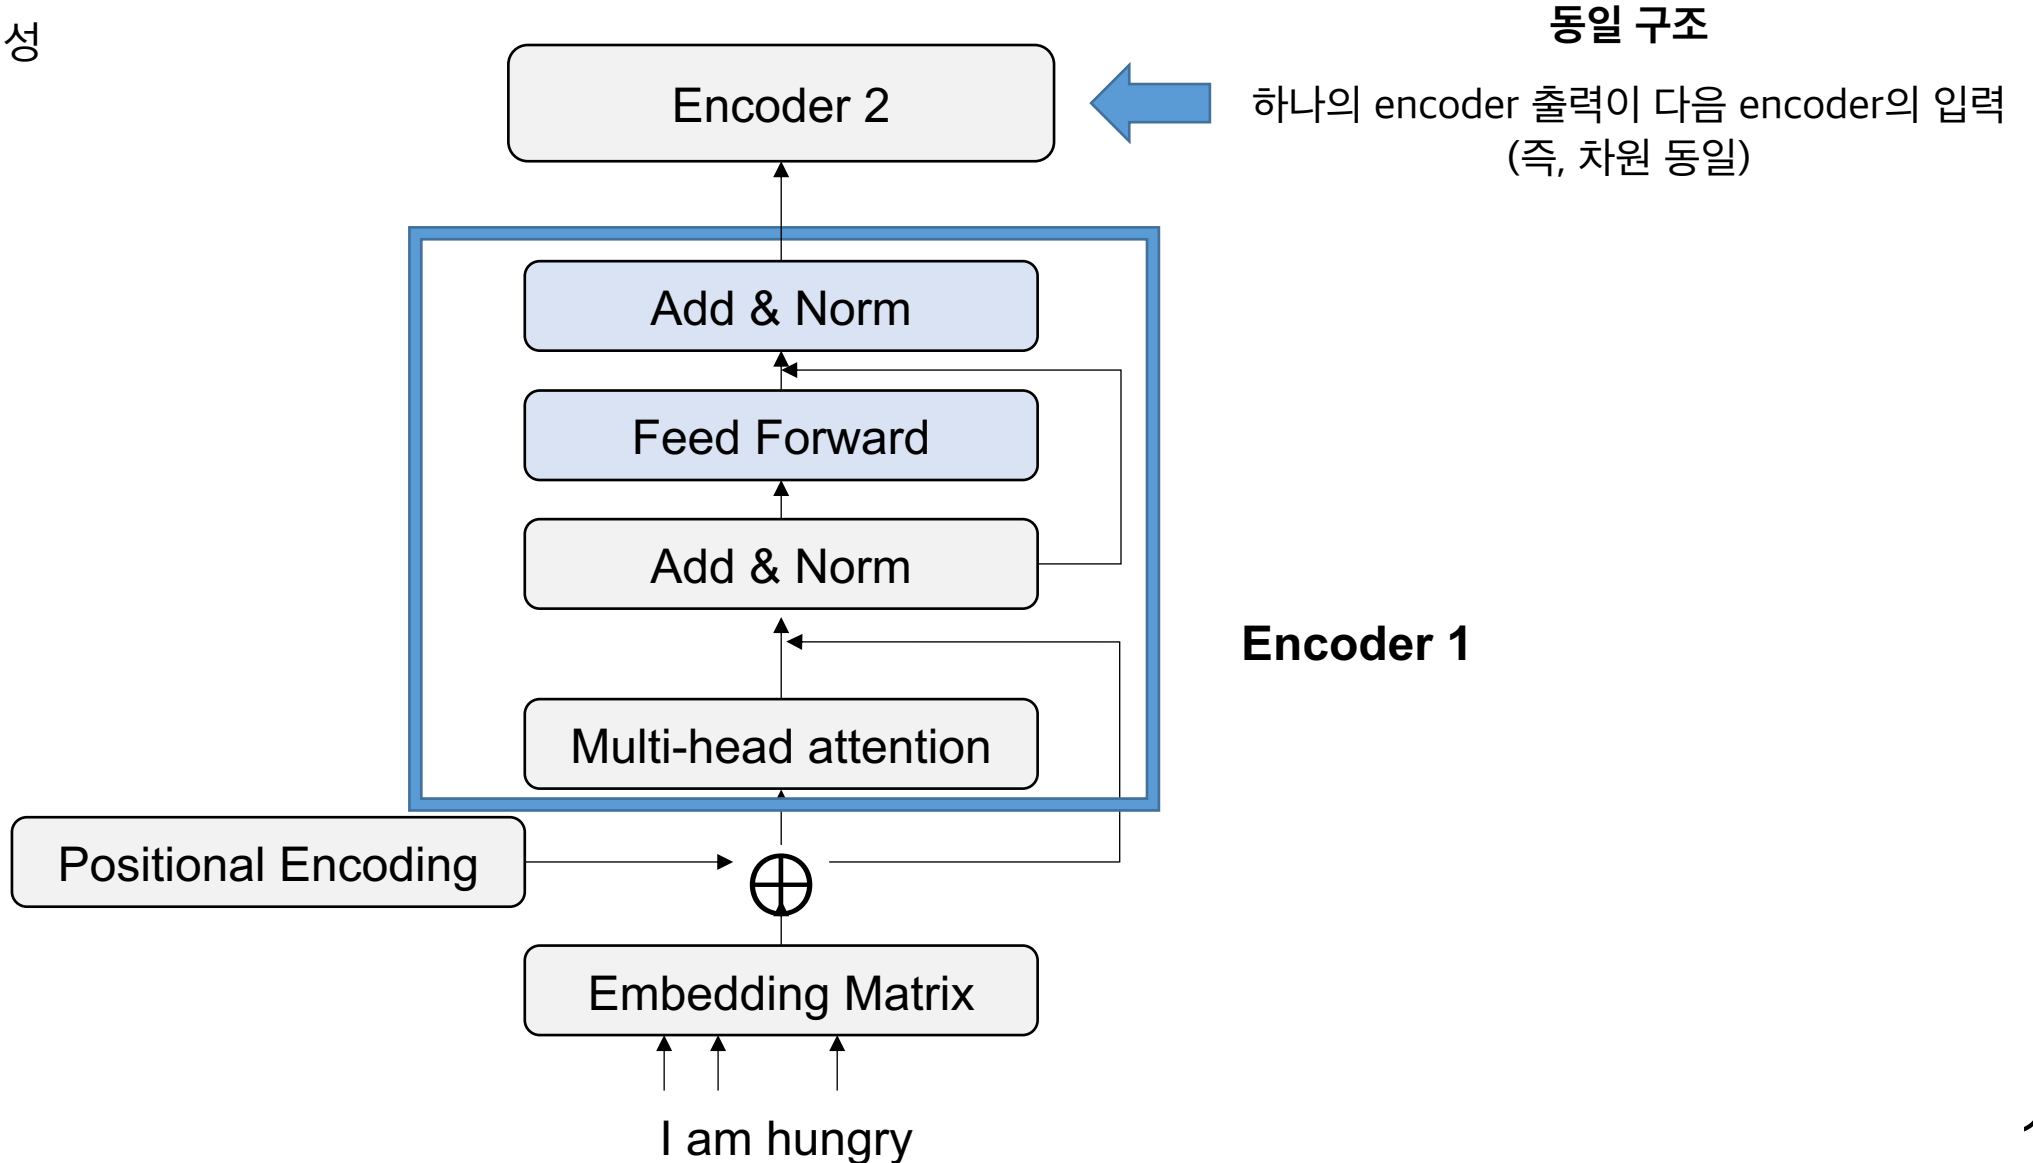 성
동일 구조
하나의 encoder 출력이 다음 encoder의 입력
(즉, 차원 동일)
Encoder 2
Add & Norm
Feed Forward
Add & Norm
Encoder 1
Multi-head attention
Positional Encoding
Embedding Matrix
I am hungry